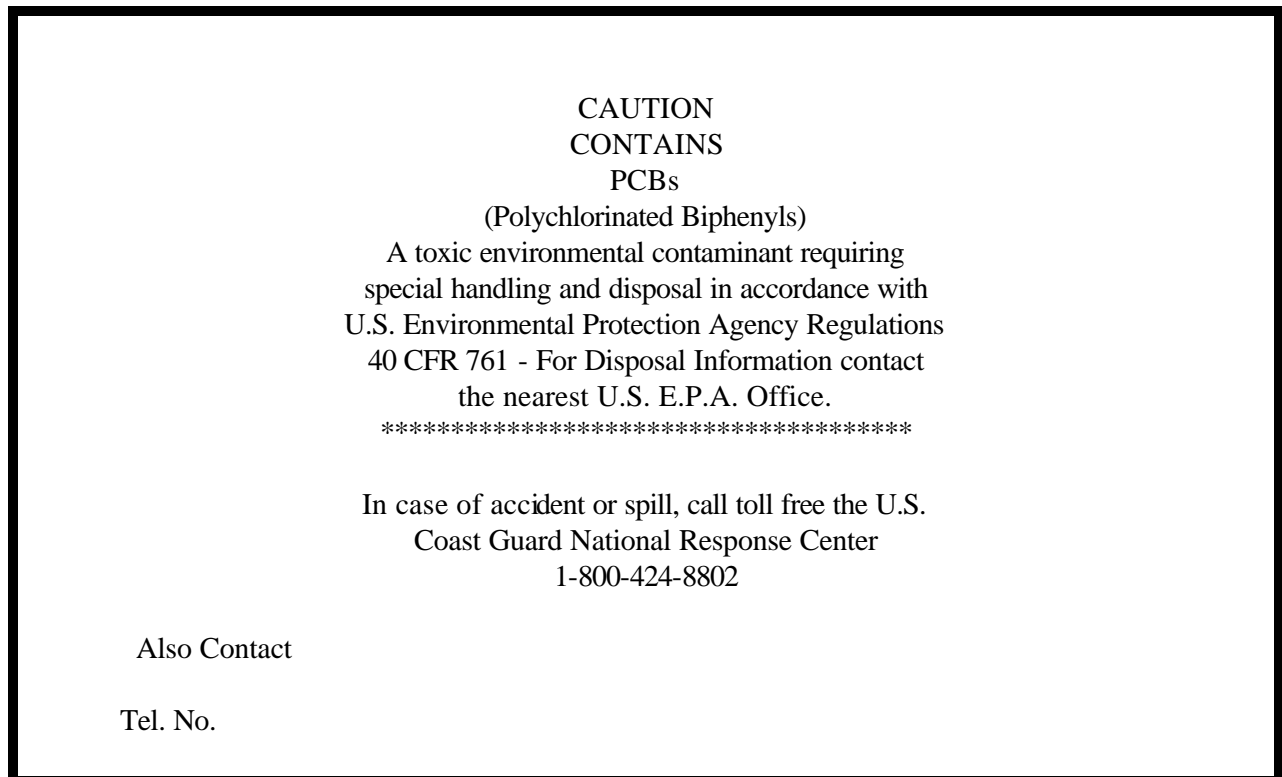 CAUTION
CONTAINS
PCBs
(Polychlorinated Biphenyls)
A toxic environmental contaminant requiring
special handling and disposal in accordance with
U.S. Environmental Protection Agency Regulations
40 CFR 761 - For Disposal Information contact
the nearest U.S. E.P.A. Office.
**************************************
In case of accident or spill, call toll free the U.S.
Coast Guard National Response Center
1-800-424-8802
Also Contact
Tel. No.